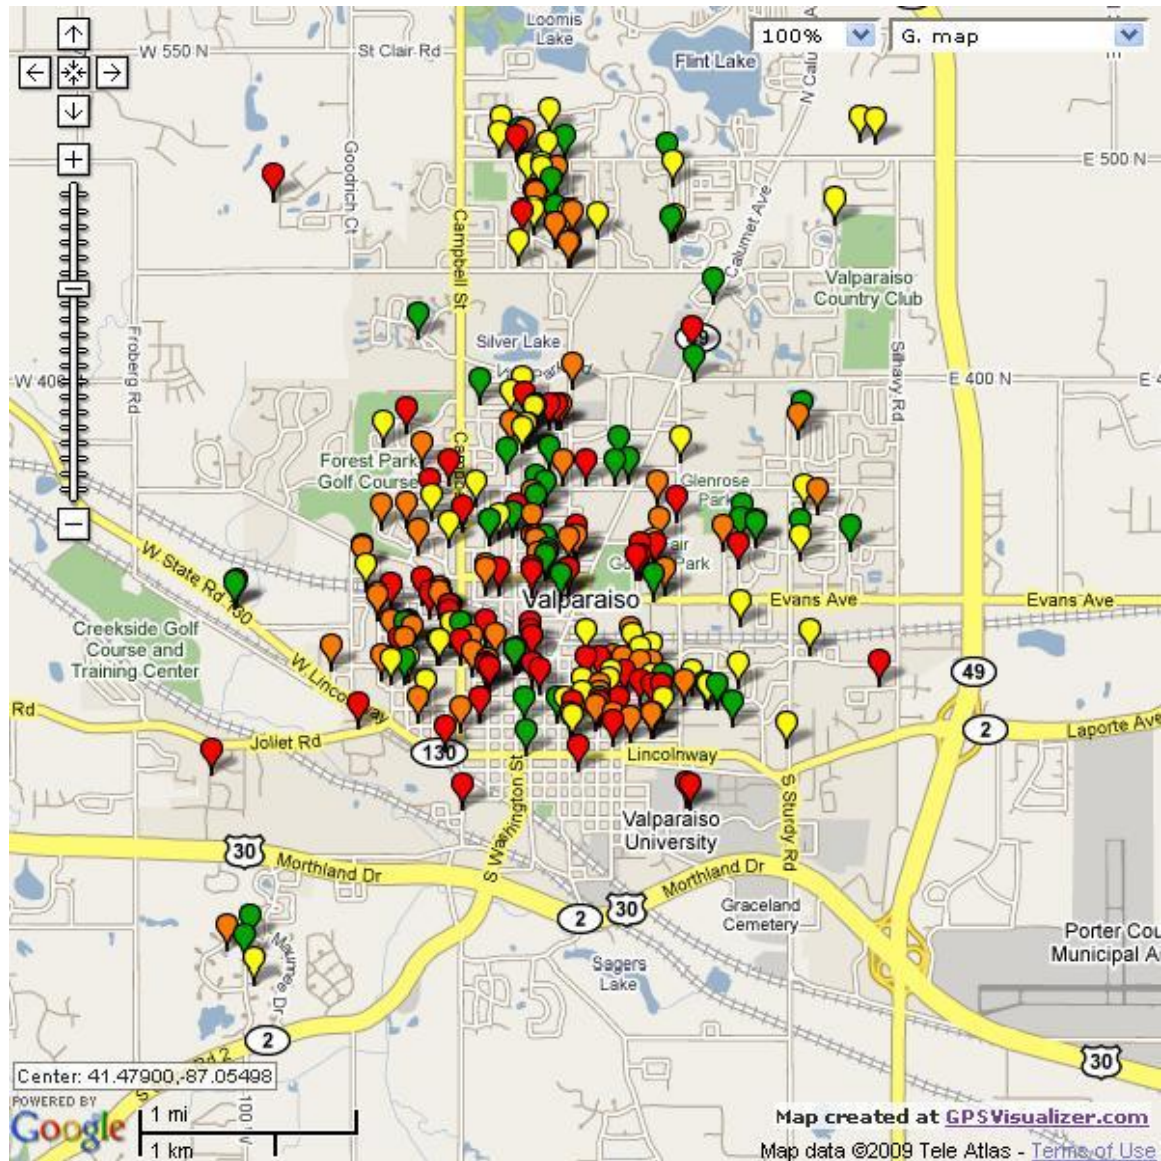 Loomis
Lake
100%
G. map
W 550 N
St Clair Rd
Flint Lake
N Calu
E 500 N
Goodrich Ct
Campbell St
Calumet Ave
Valparaiso
Country Club
Silver Lake
Froberg Rd
Silhavy Rd
W 400
E 400 N
E 4
Forest Park
Golf Course
Glenrose
Park
Park
W. State Rd 130
Valparaiso
Evans Ave
Evans Ave
Creekside Golf
Course and
Training Center
W. Lincolnway
49
Rd
Joliet Rd
130
Lincolnway
2
Laporte Ave
S Washington St
S Sturdy Rd
Valparaiso
University
30
Morthland Dr
Morthland Dr
2
30
Graceland
Cemetery
Porter Cou
Municipal A
Maumee Dr
Sagers
Lake
2
30
Center: 41.47900,-87.05498
POWERED BY
Google
1 mi
1 km
Map created at GPSVisualizer.com
Map data ©2009 Tele Atlas - Terms of Use